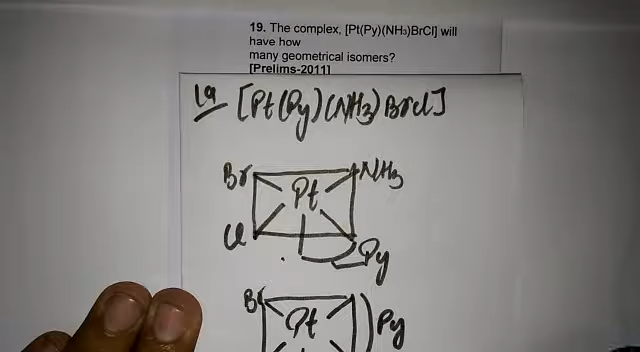 19. The complex, [Pt(Py)(NH₃)BrCl] will
have how
many geometrical isomers?
[Prelims-2011]
19 [Pt(Py)(NH3)BrCl]
Br NH3
Pt
Cl Py
Br
Pt Py